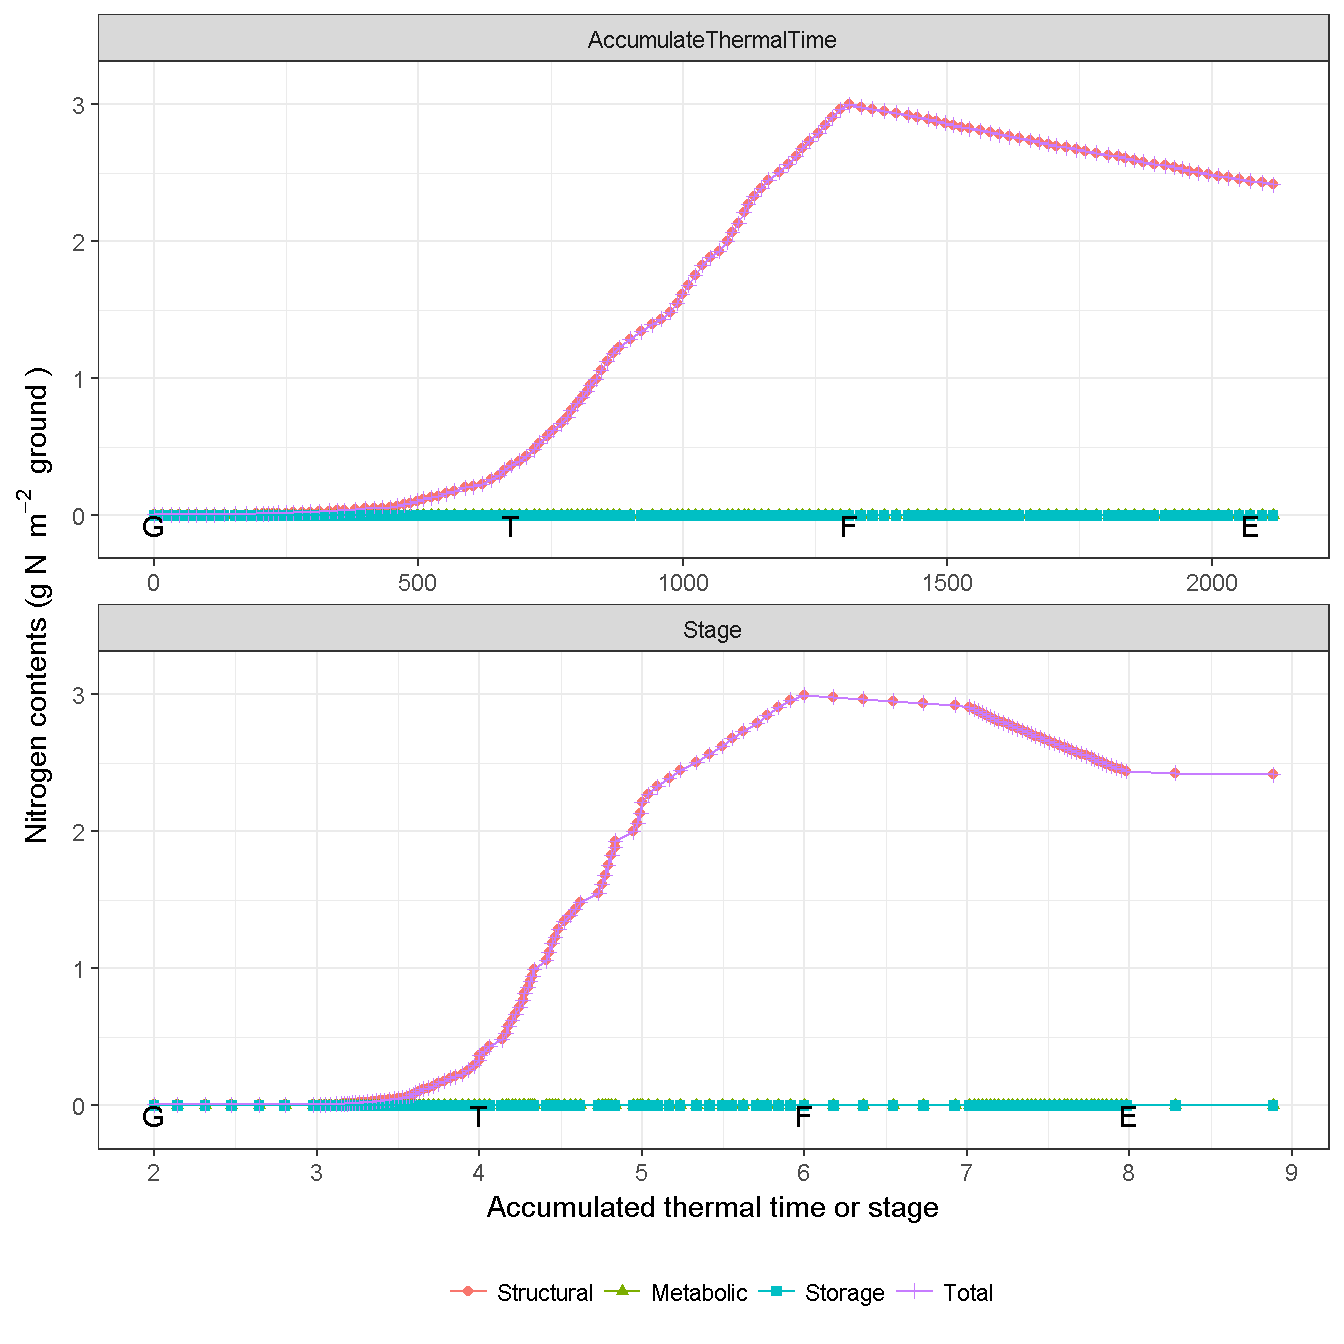 AccumulateThermalTime
3
2
1
0
G T F E
0 500 1000 1500 2000
Nitrogen contents (g N m−2 ground )
Stage
3
2
1
0
G T F E
2 3 4 5 6 7 8 9
Accumulated thermal time or stage
Structural Metabolic Storage Total